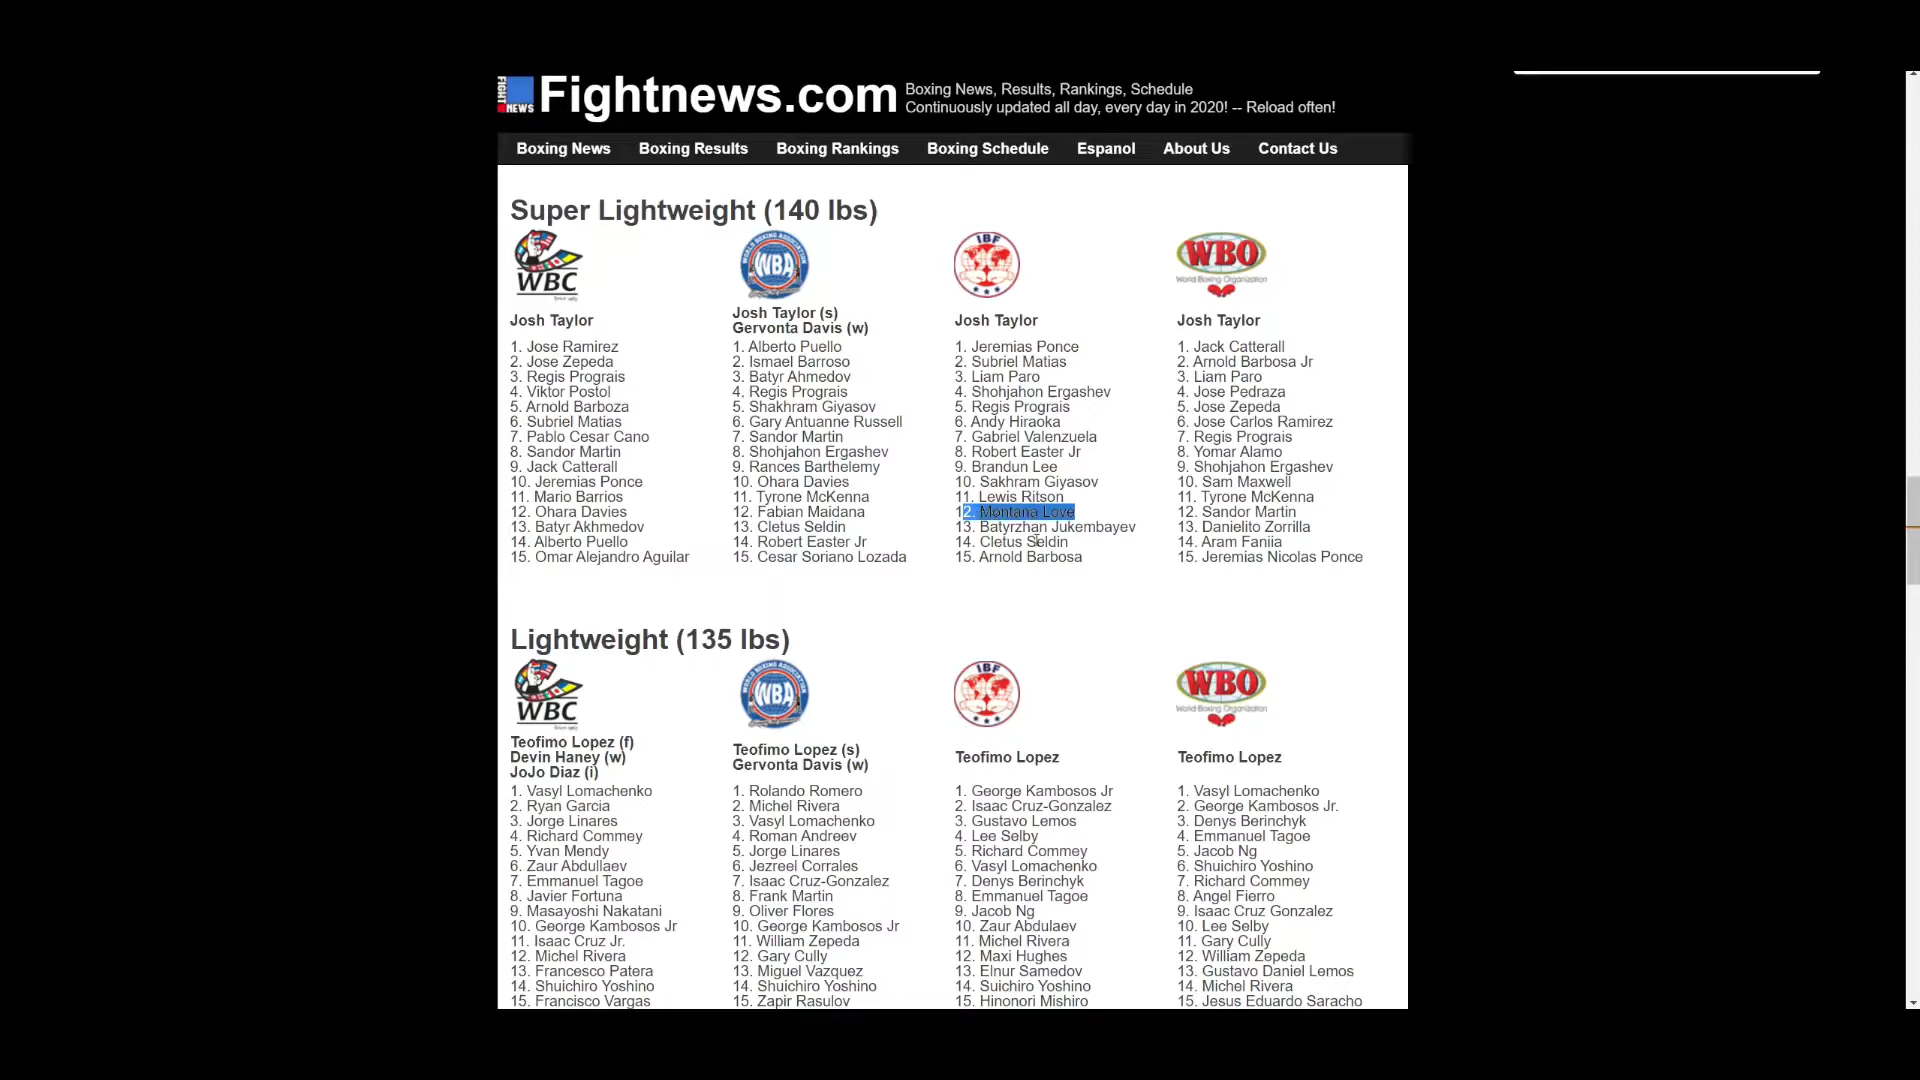 FIGHT NEWS
Fightnews.com
Boxing News, Results, Rankings, Schedule
Continuously updated all day, every day in 2020! -- Reload often!
Boxing News Boxing Results Boxing Rankings Boxing Schedule Espanol About Us Contact Us
Super Lightweight (140 lbs)
WBC
Josh Taylor
1. Jose Ramirez
2. Jose Zepeda
3. Regis Prograis
4. Viktor Postol
5. Arnold Barboza
6. Subriel Matias
7. Pablo Cesar Cano
8. Sandor Martin
9. Jack Catterall
10. Jeremias Ponce
11. Mario Barrios
12. Ohara Davies
13. Batyr Akhmedov
14. Alberto Puello
15. Omar Alejandro Aguilar
WBA
Josh Taylor (s)
Gervonta Davis (w)
1. Alberto Puello
2. Ismael Barroso
3. Batyr Ahmedov
4. Regis Prograis
5. Shakhram Giyasov
6. Gary Antuanne Russell
7. Sandor Martin
8. Shohjahon Ergashev
9. Rances Barthelemy
10. Ohara Davies
11. Tyrone McKenna
12. Fabian Maidana
13. Cletus Seldin
14. Robert Easter Jr
15. Cesar Soriano Lozada
IBF
Josh Taylor
1. Jeremias Ponce
2. Subriel Matias
3. Liam Paro
4. Shohjahon Ergashev
5. Regis Prograis
6. Andy Hiraoka
7. Gabriel Valenzuela
8. Robert Easter Jr
9. Brandun Lee
10. Sakhram Giyasov
11. Lewis Ritson
12. Montana Love
13. Batyrzhan Jukembayev
14. Cletus Seldin
15. Arnold Barbosa
WBO
World Boxing Organization
Josh Taylor
1. Jack Catterall
2. Arnold Barbosa Jr
3. Liam Paro
4. Jose Pedraza
5. Jose Zepeda
6. Jose Carlos Ramirez
7. Regis Prograis
8. Yomar Alamo
9. Shohjahon Ergashev
10. Sam Maxwell
11. Tyrone McKenna
12. Sandor Martin
13. Danielito Zorrilla
14. Aram Faniia
15. Jeremias Nicolas Ponce
Lightweight (135 lbs)
WBC
Teofimo Lopez (f)
Devin Haney (w)
JoJo Diaz (i)
1. Vasyl Lomachenko
2. Ryan Garcia
3. Jorge Linares
4. Richard Commey
5. Yvan Mendy
6. Zaur Abdullaev
7. Emmanuel Tagoe
8. Javier Fortuna
9. Masayoshi Nakatani
10. George Kambosos Jr
11. Isaac Cruz Jr.
12. Michel Rivera
13. Francesco Patera
14. Shuichiro Yoshino
15. Francisco Vargas
WBA
Teofimo Lopez (s)
Gervonta Davis (w)
1. Rolando Romero
2. Michel Rivera
3. Vasyl Lomachenko
4. Roman Andreev
5. Jorge Linares
6. Jezreel Corrales
7. Isaac Cruz-Gonzalez
8. Frank Martin
9. Oliver Flores
10. George Kambosos Jr
11. William Zepeda
12. Gary Cully
13. Miguel Vazquez
14. Shuichiro Yoshino
15. Zapir Rasulov
IBF
Teofimo Lopez
1. George Kambosos Jr
2. Isaac Cruz-Gonzalez
3. Gustavo Lemos
4. Lee Selby
5. Richard Commey
6. Vasyl Lomachenko
7. Denys Berinchyk
8. Emmanuel Tagoe
9. Jacob Ng
10. Zaur Abdulaev
11. Michel Rivera
12. Maxi Hughes
13. Elnur Samedov
14. Suichiro Yoshino
15. Hinonori Mishiro
WBO
World Boxing Organization
Teofimo Lopez
1. Vasyl Lomachenko
2. George Kambosos Jr.
3. Denys Berinchyk
4. Emmanuel Tagoe
5. Jacob Ng
6. Shuichiro Yoshino
7. Richard Commey
8. Angel Fierro
9. Isaac Cruz Gonzalez
10. Lee Selby
11. Gary Cully
12. William Zepeda
13. Gustavo Daniel Lemos
14. Michel Rivera
15. Jesus Eduardo Saracho